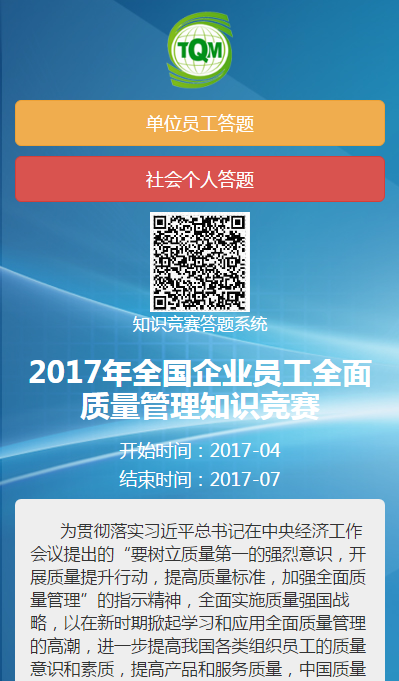 TQM
单位员工答题
社会个人答题
知识竞赛答题系统
2017年全国企业员工全面
质量管理知识竞赛
开始时间：2017-04
结束时间：2017-07
为贯彻落实习近平总书记在中央经济工作
会议提出的“要树立质量第一的强烈意识，开
展质量提升行动，提高质量标准，加强全面质
量管理”的指示精神，全面实施质量强国战
略，以在新时期掀起学习和应用全面质量管理
的高潮，进一步提高我国各类组织员工的质量
意识和素质，提高产品和服务质量，中国质量